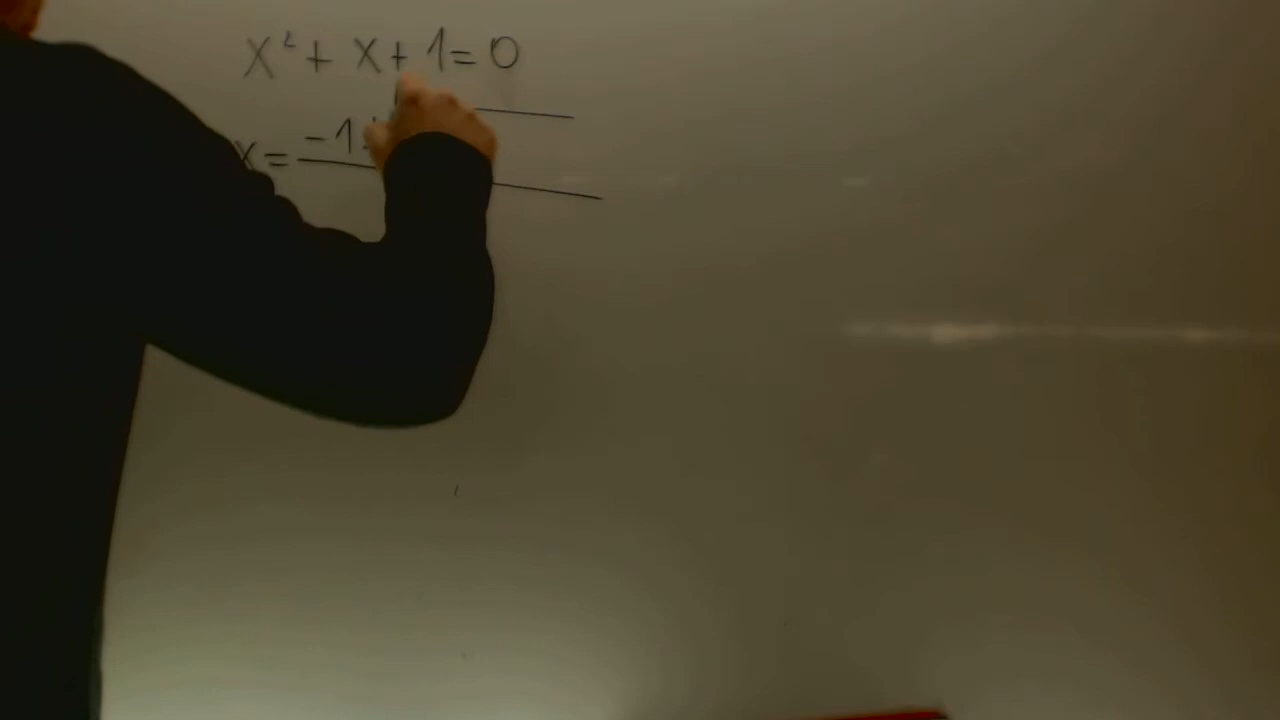 x² + x + 1 = 0
x = -1